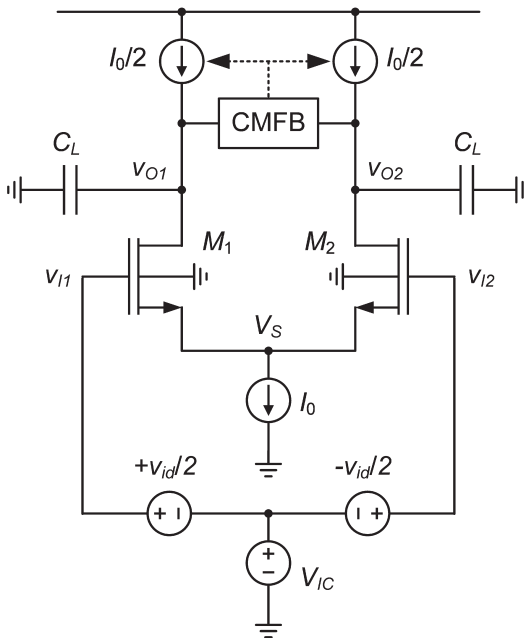 I0/2
I0/2
CMFB
CL
CL
vO1
vO2
M1
M2
vI1
vI2
VS
I0
+vid/2
-vid/2
+ −
− +
+
−
VIC